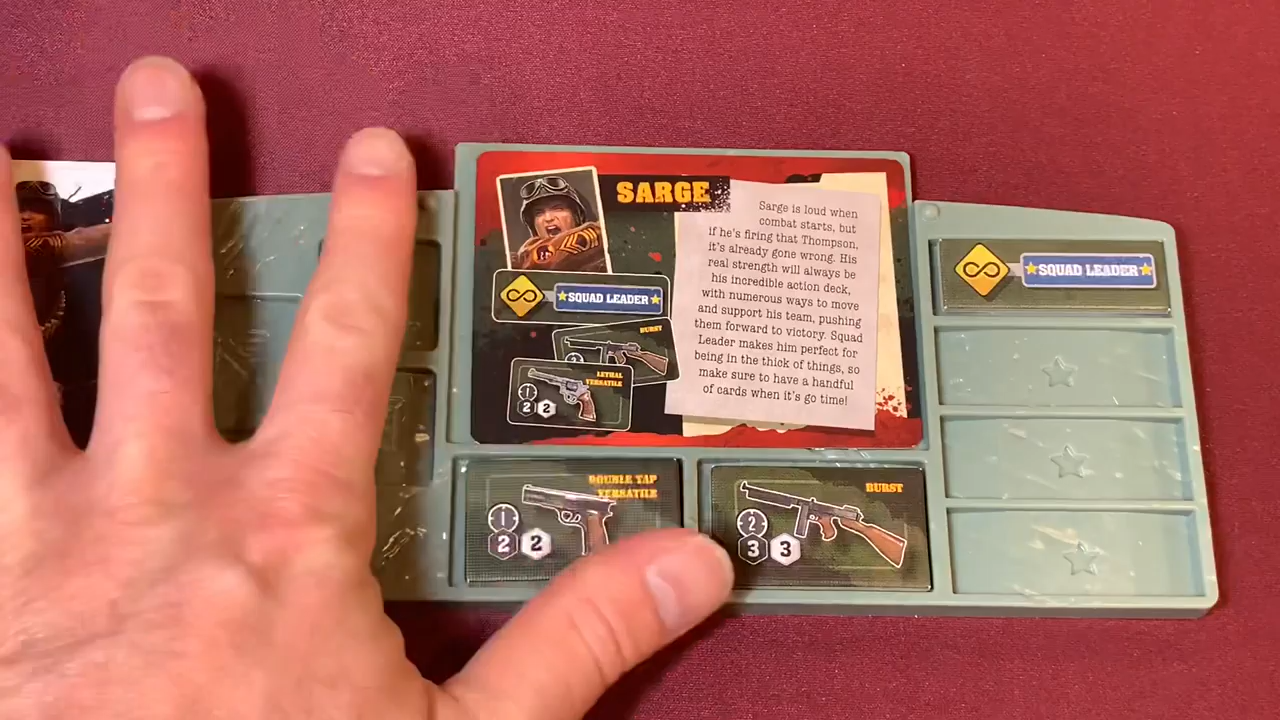 SARGE
Sarge is loud when
combat starts, but
if he's firing that Thompson,
it's already gone wrong. His
real strength will always be
his incredible action deck,
with numerous ways to move
and support his team, pushing
them forward to victory. Squad
Leader makes him perfect for
being in the thick of things, so
make sure to have a handful
of cards when it's go time!
SQUAD LEADER
BURST
LETHAL
VERSATILE
1
2 2
SQUAD LEADER
DOUBLE TAP
VERSATILE
1
2 2
BURST
2
3 3